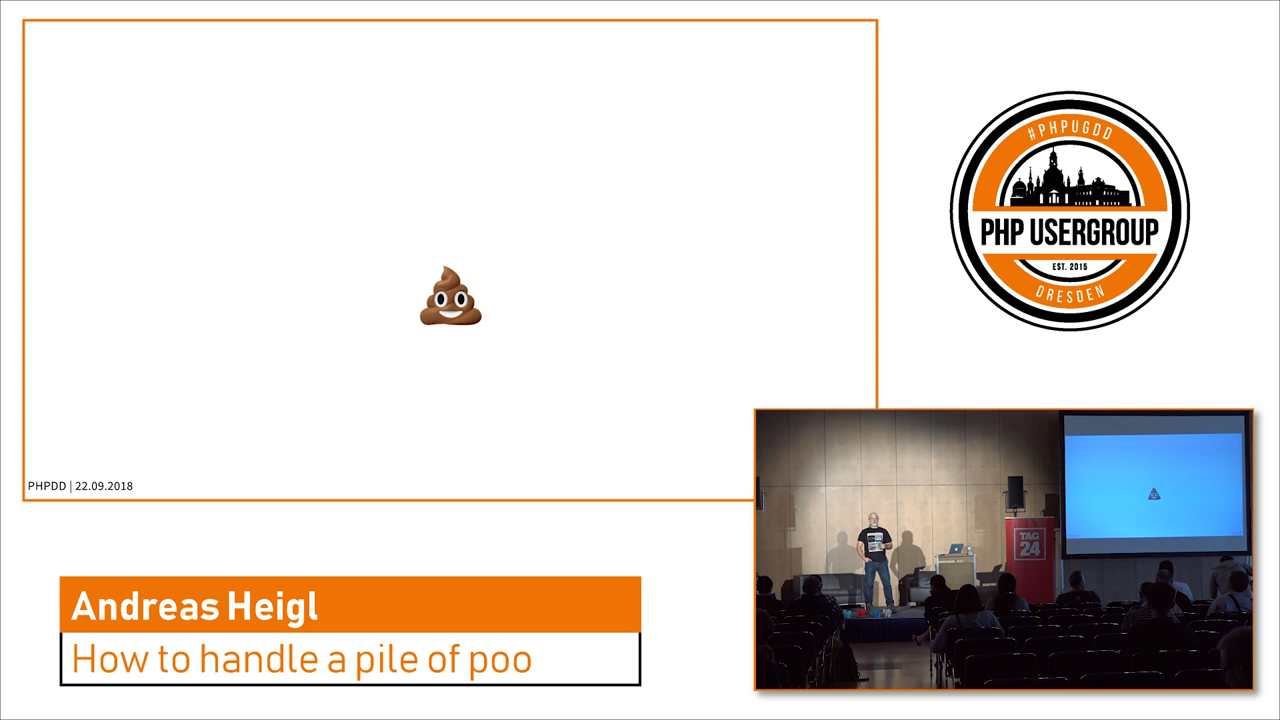 PHPDD | 22.09.2018
#PHPUGDD
PHP USERGROUP
EST. 2015
DRESDEN
TAG
24
Andreas Heigl
How to handle a pile of poo